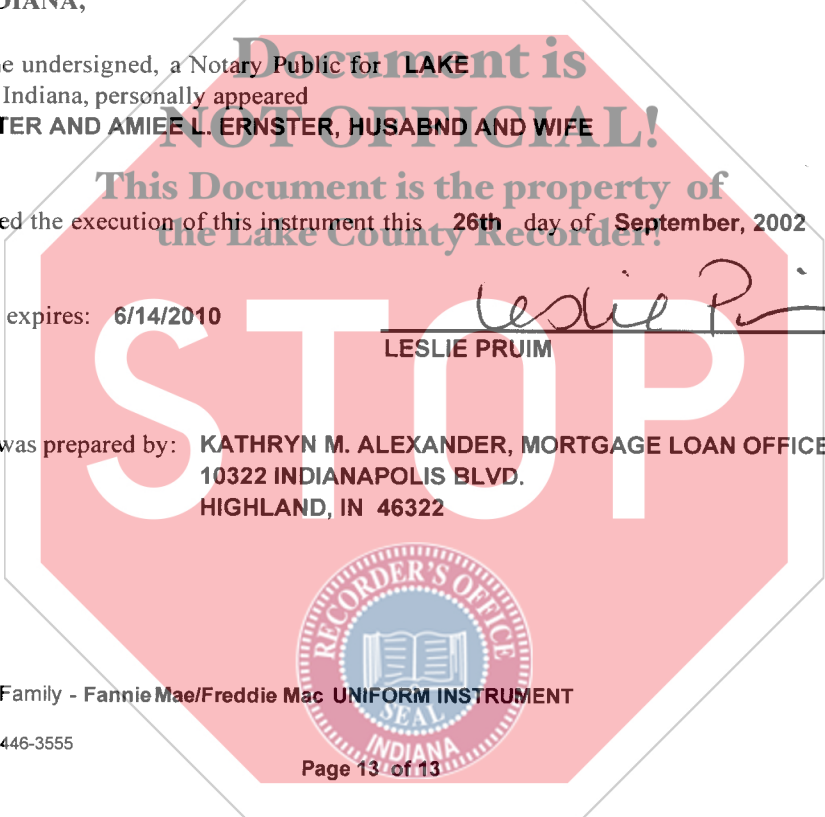 DIANA,
Document is
e undersigned, a Notary Public for LAKE
Indiana, personally appeared
NOT OFFICIAL!
TER AND AMIEE L. ERNSTER, HUSABND AND WIFE
This Document is the property of
ed the execution of this instrument this 26th day of September, 2002
the Lake County Recorder!
expires: 6/14/2010
Leslie Prui
LESLIE PRUIM
STOP
was prepared by: KATHRYN M. ALEXANDER, MORTGAGE LOAN OFFICE
10322 INDIANAPOLIS BLVD.
HIGHLAND, IN 46322
RECORDER'S OFFICE
SEAL
INDIANA
Family - Fannie Mae/Freddie Mac UNIFORM INSTRUMENT
446-3555
Page 13 of 13